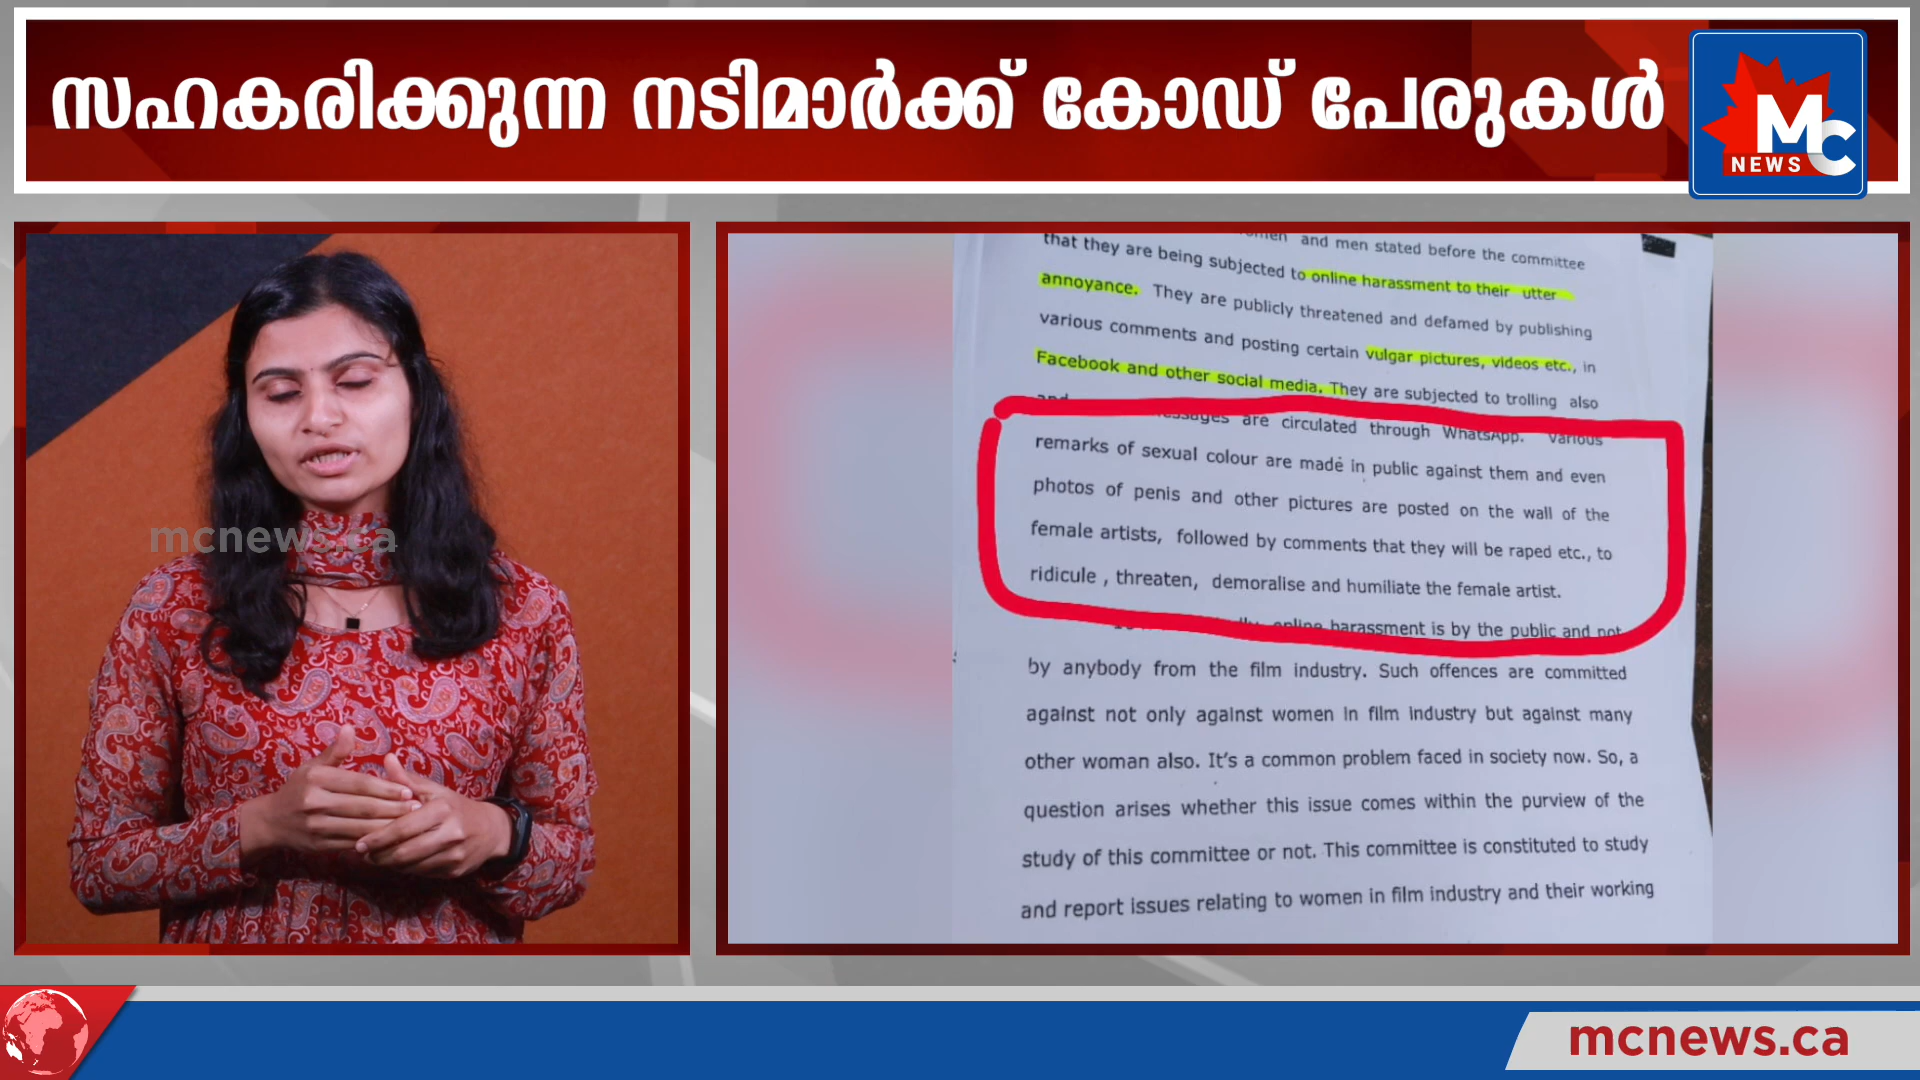 സഹകരിക്കുന്ന നടിമാർക്ക് കോഡ് പേരുകൾ
MC
NEWS
mcnews.ca
and men stated before the committee
that they are being subjected to online harassment to their utter
annoyance. They are publicly threatened and defamed by publishing
various comments and posting certain vulgar pictures, videos etc., in
Facebook and other social media. They are subjected to trolling also
and are circulated through WhatsApp. Various
remarks of sexual colour are made in public against them and even
photos of penis and other pictures are posted on the wall of the
female artists, followed by comments that they will be raped etc., to
ridicule , threaten, demoralise and humiliate the female artist.
online harassment is by the public and not
by anybody from the film industry. Such offences are committed
against not only against women in film industry but against many
other woman also. It's a common problem faced in society now. So, a
question arises whether this issue comes within the purview of the
study of this committee or not. This committee is constituted to study
and report issues relating to women in film industry and their working
mcnews.ca